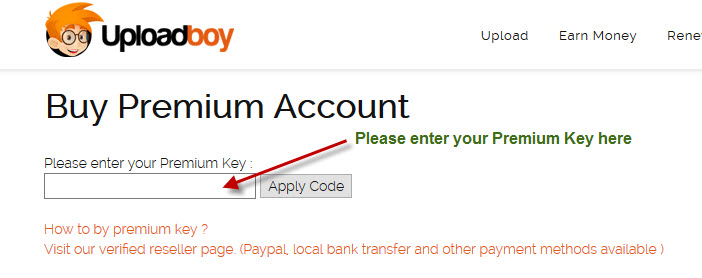 Uploadboy
Upload Earn Money Rene
Buy Premium Account
Please enter your Premium Key here
Please enter your Premium Key :
Apply Code
How to by premium key ?
Visit our verified reseller page. (Paypal, local bank transfer and other payment methods available )